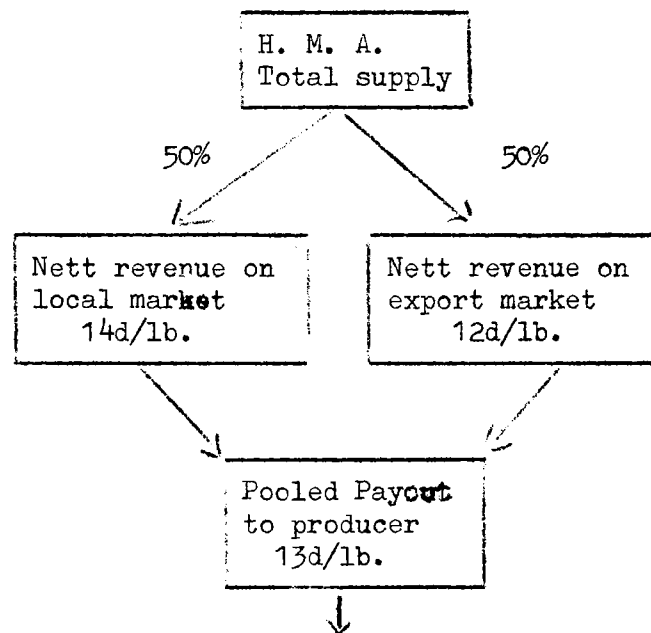 H. M. A.
Total supply
50%
50%
Nett revenue on
local market
14d/lb.
Nett revenue on
export market
12d/lb.
Pooled Payout
to producer
13d/lb.